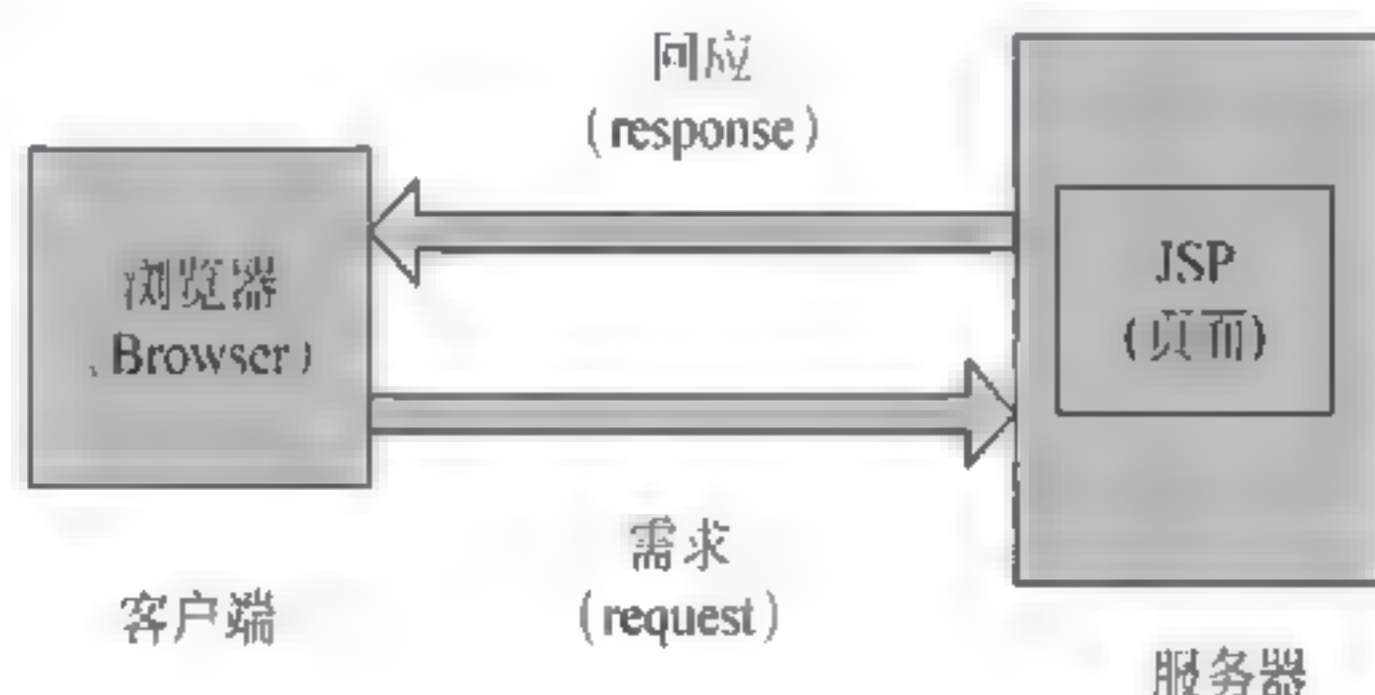 回应
(response)
浏览器
(Browser)
JSP
(页面)
需求
(request)
客户端
服务器